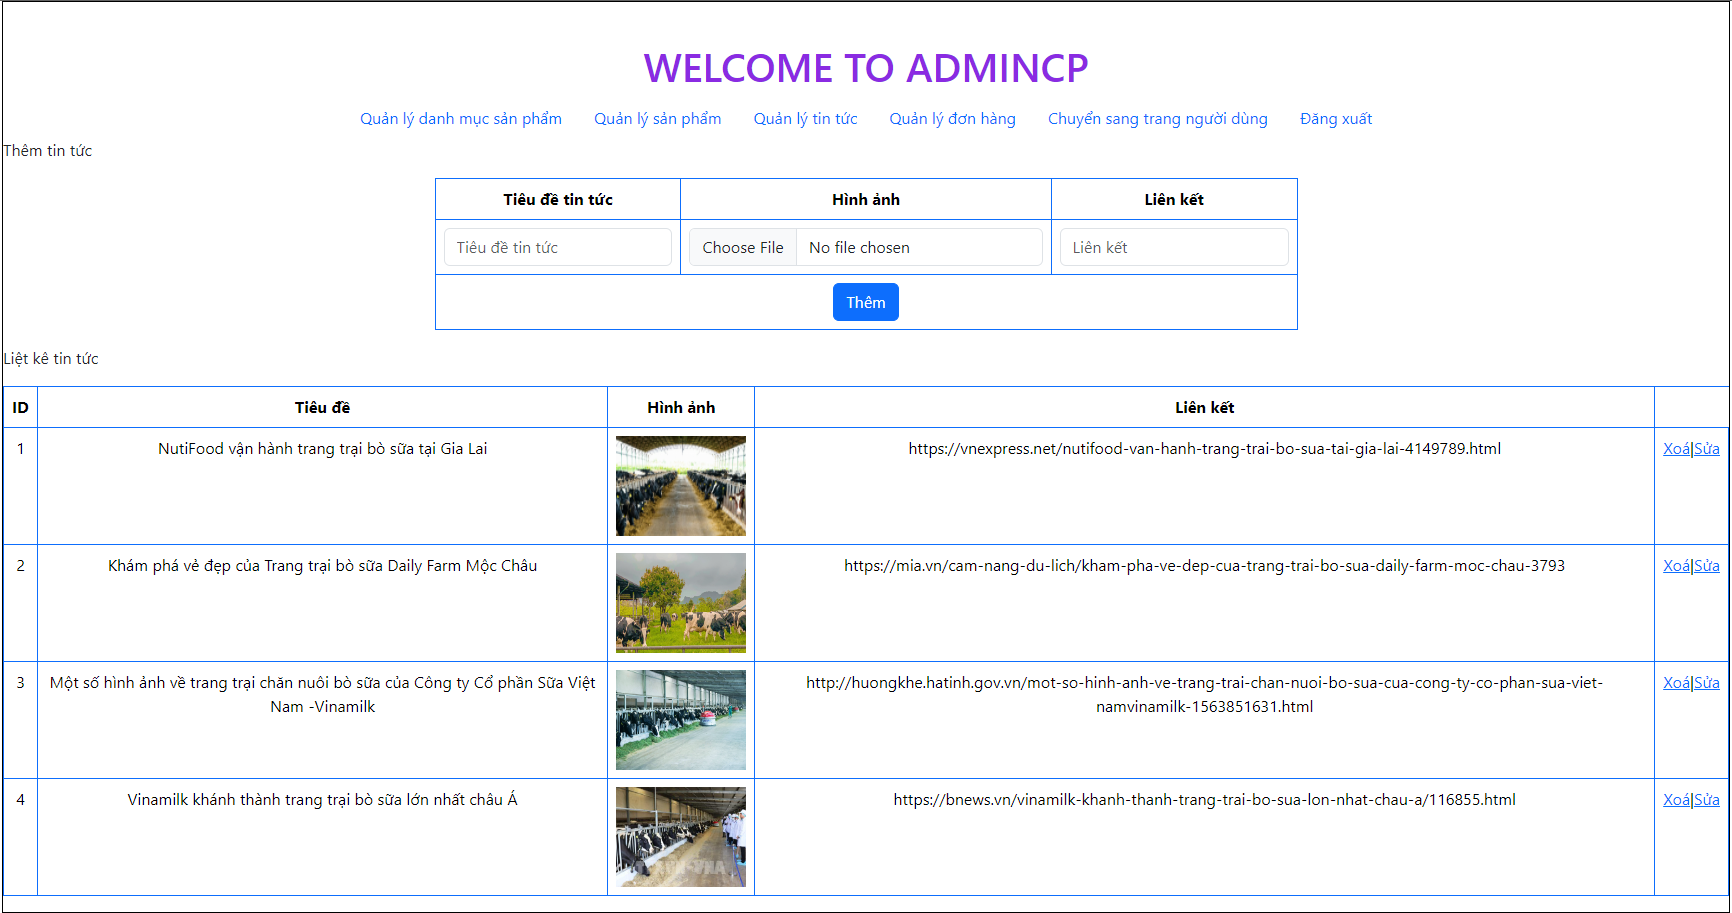 WELCOME TO ADMINCP
Quản lý danh mục sản phẩm Quản lý sản phẩm Quản lý tin tức Quản lý đơn hàng Chuyển sang trang người dùng Đăng xuất
Thêm tin tức
Tiêu đề tin tức Hình ảnh Liên kết
Tiêu đề tin tức Choose File No file chosen Liên kết
Thêm
Liệt kê tin tức
ID Tiêu đề Hình ảnh Liên kết
1 NutiFood vận hành trang trại bò sữa tại Gia Lai https://vnexpress.net/nutifood-van-hanh-trang-trai-bo-sua-tai-gia-lai-4149789.html Xoá|Sửa
2 Khám phá vẻ đẹp của Trang trại bò sữa Daily Farm Mộc Châu https://mia.vn/cam-nang-du-lich/kham-pha-ve-dep-cua-trang-trai-bo-sua-daily-farm-moc-chau-3793 Xoá|Sửa
3 Một số hình ảnh về trang trại chăn nuôi bò sữa của Công ty Cổ phần Sữa Việt http://huongkhe.hatinh.gov.vn/mot-so-hinh-anh-ve-trang-trai-chan-nuoi-bo-sua-cua-cong-ty-co-phan-sua-viet- Xoá|Sửa
Nam -Vinamilk namvinamilk-1563851631.html
4 Vinamilk khánh thành trang trại bò sữa lớn nhất châu Á https://bnews.vn/vinamilk-khanh-thanh-trang-trai-bo-sua-lon-nhat-chau-a/116855.html Xoá|Sửa